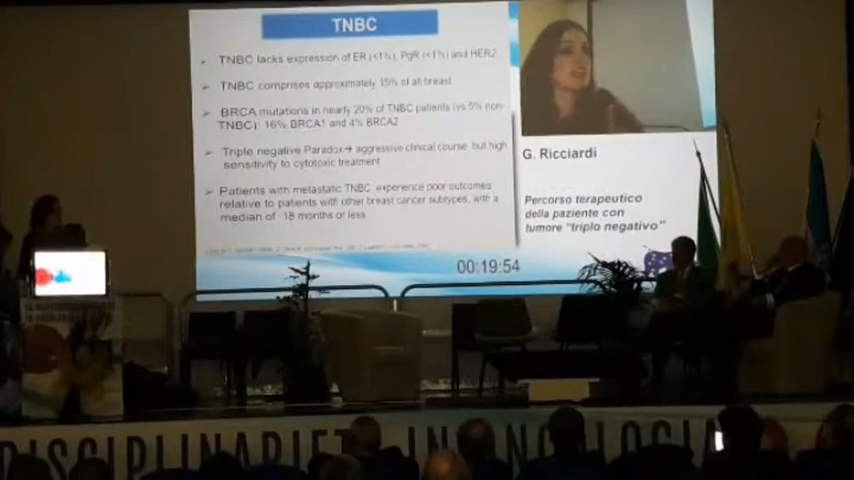 TNBC
TNBC lacks expression of ER (<1%), PgR (<1%) and HER2
TNBC comprises approximately 15% of all breast
BRCA mutations in nearly 20% of TNBC patients (vs 5% non-
TNBC): 16% BRCA1 and 4% BRCA2
Triple negative Paradox→ aggressive clinical course but high
sensitivity to cytotoxic treatment
Patients with metastatic TNBC experience poor outcomes
relative to patients with other breast cancer subtypes, with a
median of 18 months or less
G. Ricciardi
Percorso terapeutico
della paziente con
tumore "triplo negativo"
00:19:54
DISCIPLINARIET IN ONCOLOGIA